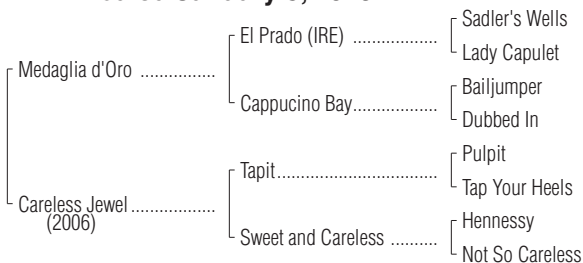 Sadler's Wells
El Prado (IRE) ..................
Lady Capulet
Medaglia d'Oro ................
Bailjumper
Cappucino Bay..................
Dubbed In
Pulpit
Tapit..................................
Tap Your Heels
Careless Jewel ..................
(2006)
Hennessy
Sweet and Careless ..........
Not So Careless